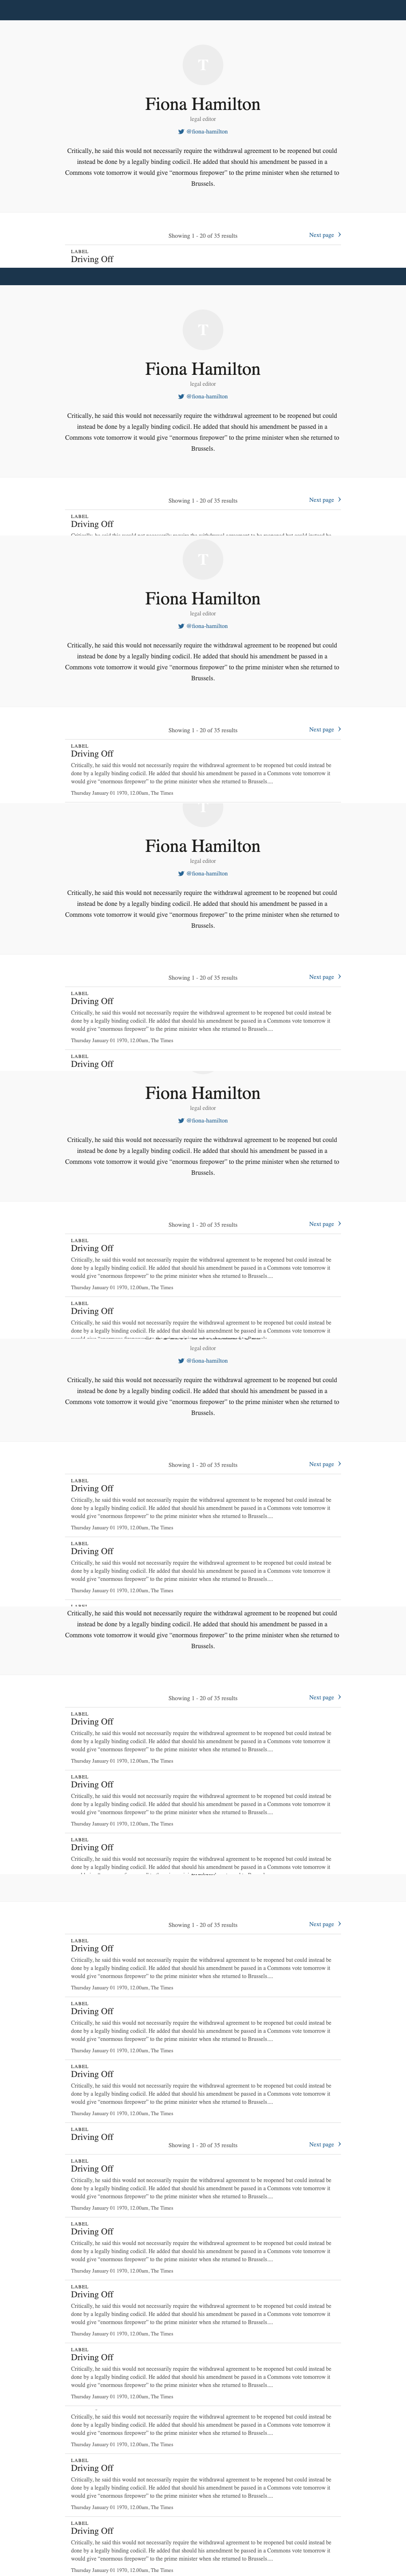 T
Fiona Hamilton
legal editor
@fiona-hamilton
Critically, he said this would not necessarily require the withdrawal agreement to be reopened but could
instead be done by a legally binding codicil. He added that should his amendment be passed in a
Commons vote tomorrow it would give “enormous firepower” to the prime minister when she returned to
Brussels.
Showing 1 - 20 of 35 results Next page
LABEL
Driving Off
T
Fiona Hamilton
legal editor
@fiona-hamilton
Critically, he said this would not necessarily require the withdrawal agreement to be reopened but could
instead be done by a legally binding codicil. He added that should his amendment be passed in a
Commons vote tomorrow it would give “enormous firepower” to the prime minister when she returned to
Brussels.
Showing 1 - 20 of 35 results Next page
LABEL
Driving Off
T
Fiona Hamilton
legal editor
@fiona-hamilton
Critically, he said this would not necessarily require the withdrawal agreement to be reopened but could
instead be done by a legally binding codicil. He added that should his amendment be passed in a
Commons vote tomorrow it would give “enormous firepower” to the prime minister when she returned to
Brussels.
Showing 1 - 20 of 35 results Next page
LABEL
Driving Off
Critically, he said this would not necessarily require the withdrawal agreement to be reopened but could instead be
done by a legally binding codicil. He added that should his amendment be passed in a Commons vote tomorrow it
would give “enormous firepower” to the prime minister when she returned to Brussels....
Thursday January 01 1970, 12.00am, The Times
Fiona Hamilton
legal editor
@fiona-hamilton
Critically, he said this would not necessarily require the withdrawal agreement to be reopened but could
instead be done by a legally binding codicil. He added that should his amendment be passed in a
Commons vote tomorrow it would give “enormous firepower” to the prime minister when she returned to
Brussels.
Showing 1 - 20 of 35 results Next page
LABEL
Driving Off
Critically, he said this would not necessarily require the withdrawal agreement to be reopened but could instead be
done by a legally binding codicil. He added that should his amendment be passed in a Commons vote tomorrow it
would give “enormous firepower” to the prime minister when she returned to Brussels....
Thursday January 01 1970, 12.00am, The Times
LABEL
Driving Off
Fiona Hamilton
legal editor
@fiona-hamilton
Critically, he said this would not necessarily require the withdrawal agreement to be reopened but could
instead be done by a legally binding codicil. He added that should his amendment be passed in a
Commons vote tomorrow it would give “enormous firepower” to the prime minister when she returned to
Brussels.
Showing 1 - 20 of 35 results Next page
LABEL
Driving Off
Critically, he said this would not necessarily require the withdrawal agreement to be reopened but could instead be
done by a legally binding codicil. He added that should his amendment be passed in a Commons vote tomorrow it
would give “enormous firepower” to the prime minister when she returned to Brussels....
Thursday January 01 1970, 12.00am, The Times
LABEL
Driving Off
Critically, he said this would not necessarily require the withdrawal agreement to be reopened but could instead be
done by a legally binding codicil. He added that should his amendment be passed in a Commons vote tomorrow it
legal editor
@fiona-hamilton
Critically, he said this would not necessarily require the withdrawal agreement to be reopened but could
instead be done by a legally binding codicil. He added that should his amendment be passed in a
Commons vote tomorrow it would give “enormous firepower” to the prime minister when she returned to
Brussels.
Showing 1 - 20 of 35 results Next page
LABEL
Driving Off
Critically, he said this would not necessarily require the withdrawal agreement to be reopened but could instead be
done by a legally binding codicil. He added that should his amendment be passed in a Commons vote tomorrow it
would give “enormous firepower” to the prime minister when she returned to Brussels....
Thursday January 01 1970, 12.00am, The Times
LABEL
Driving Off
Critically, he said this would not necessarily require the withdrawal agreement to be reopened but could instead be
done by a legally binding codicil. He added that should his amendment be passed in a Commons vote tomorrow it
would give “enormous firepower” to the prime minister when she returned to Brussels....
Thursday January 01 1970, 12.00am, The Times
Critically, he said this would not necessarily require the withdrawal agreement to be reopened but could
instead be done by a legally binding codicil. He added that should his amendment be passed in a
Commons vote tomorrow it would give “enormous firepower” to the prime minister when she returned to
Brussels.
Showing 1 - 20 of 35 results Next page
LABEL
Driving Off
Critically, he said this would not necessarily require the withdrawal agreement to be reopened but could instead be
done by a legally binding codicil. He added that should his amendment be passed in a Commons vote tomorrow it
would give “enormous firepower” to the prime minister when she returned to Brussels....
Thursday January 01 1970, 12.00am, The Times
LABEL
Driving Off
Critically, he said this would not necessarily require the withdrawal agreement to be reopened but could instead be
done by a legally binding codicil. He added that should his amendment be passed in a Commons vote tomorrow it
would give “enormous firepower” to the prime minister when she returned to Brussels....
Thursday January 01 1970, 12.00am, The Times
LABEL
Driving Off
Critically, he said this would not necessarily require the withdrawal agreement to be reopened but could instead be
done by a legally binding codicil. He added that should his amendment be passed in a Commons vote tomorrow it
Showing 1 - 20 of 35 results Next page
LABEL
Driving Off
Critically, he said this would not necessarily require the withdrawal agreement to be reopened but could instead be
done by a legally binding codicil. He added that should his amendment be passed in a Commons vote tomorrow it
would give “enormous firepower” to the prime minister when she returned to Brussels....
Thursday January 01 1970, 12.00am, The Times
LABEL
Driving Off
Critically, he said this would not necessarily require the withdrawal agreement to be reopened but could instead be
done by a legally binding codicil. He added that should his amendment be passed in a Commons vote tomorrow it
would give “enormous firepower” to the prime minister when she returned to Brussels....
Thursday January 01 1970, 12.00am, The Times
LABEL
Driving Off
Critically, he said this would not necessarily require the withdrawal agreement to be reopened but could instead be
done by a legally binding codicil. He added that should his amendment be passed in a Commons vote tomorrow it
would give “enormous firepower” to the prime minister when she returned to Brussels....
Thursday January 01 1970, 12.00am, The Times
LABEL
Driving Off
Showing 1 - 20 of 35 results Next page
LABEL
Driving Off
Critically, he said this would not necessarily require the withdrawal agreement to be reopened but could instead be
done by a legally binding codicil. He added that should his amendment be passed in a Commons vote tomorrow it
would give “enormous firepower” to the prime minister when she returned to Brussels....
Thursday January 01 1970, 12.00am, The Times
LABEL
Driving Off
Critically, he said this would not necessarily require the withdrawal agreement to be reopened but could instead be
done by a legally binding codicil. He added that should his amendment be passed in a Commons vote tomorrow it
would give “enormous firepower” to the prime minister when she returned to Brussels....
Thursday January 01 1970, 12.00am, The Times
LABEL
Driving Off
Critically, he said this would not necessarily require the withdrawal agreement to be reopened but could instead be
done by a legally binding codicil. He added that should his amendment be passed in a Commons vote tomorrow it
would give “enormous firepower” to the prime minister when she returned to Brussels....
Thursday January 01 1970, 12.00am, The Times
LABEL
Driving Off
Critically, he said this would not necessarily require the withdrawal agreement to be reopened but could instead be
done by a legally binding codicil. He added that should his amendment be passed in a Commons vote tomorrow it
would give “enormous firepower” to the prime minister when she returned to Brussels....
Thursday January 01 1970, 12.00am, The Times
Critically, he said this would not necessarily require the withdrawal agreement to be reopened but could instead be
done by a legally binding codicil. He added that should his amendment be passed in a Commons vote tomorrow it
would give “enormous firepower” to the prime minister when she returned to Brussels....
Thursday January 01 1970, 12.00am, The Times
LABEL
Driving Off
Critically, he said this would not necessarily require the withdrawal agreement to be reopened but could instead be
done by a legally binding codicil. He added that should his amendment be passed in a Commons vote tomorrow it
would give “enormous firepower” to the prime minister when she returned to Brussels....
Thursday January 01 1970, 12.00am, The Times
LABEL
Driving Off
Critically, he said this would not necessarily require the withdrawal agreement to be reopened but could instead be
done by a legally binding codicil. He added that should his amendment be passed in a Commons vote tomorrow it
would give “enormous firepower” to the prime minister when she returned to Brussels....
Thursday January 01 1970, 12.00am, The Times